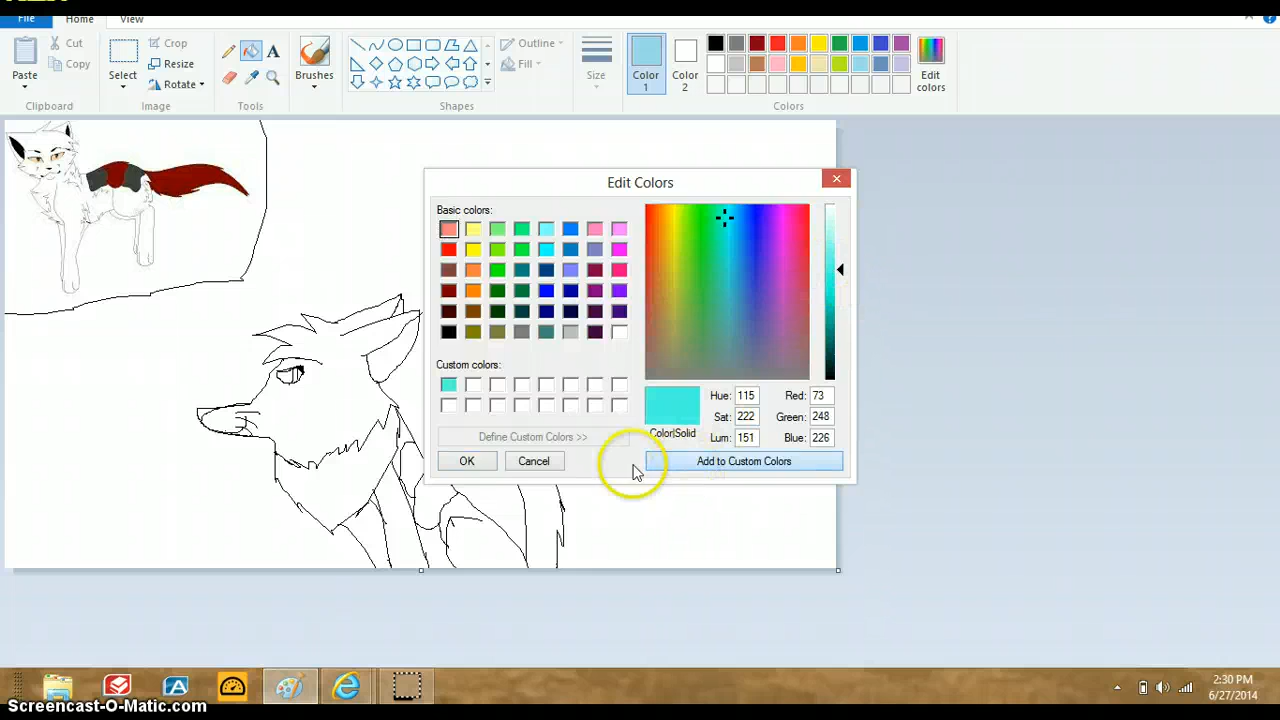 File Home View
Paste
Cut
Copy
Clipboard
Select
Crop
Resize
Rotate
Image
A
Tools
Brushes
Outline
Fill
Shapes
Size
Color
1
Color
2
Edit
colors
Colors
Edit Colors
Basic colors:
Custom colors:
Define Custom Colors >>
OK Cancel
Color|Solid
Hue: 115 Red: 73
Sat: 222 Green: 248
Lum: 151 Blue: 226
Add to Custom Colors
2:30 PM
6/27/2014
Screencast-O-Matic.com